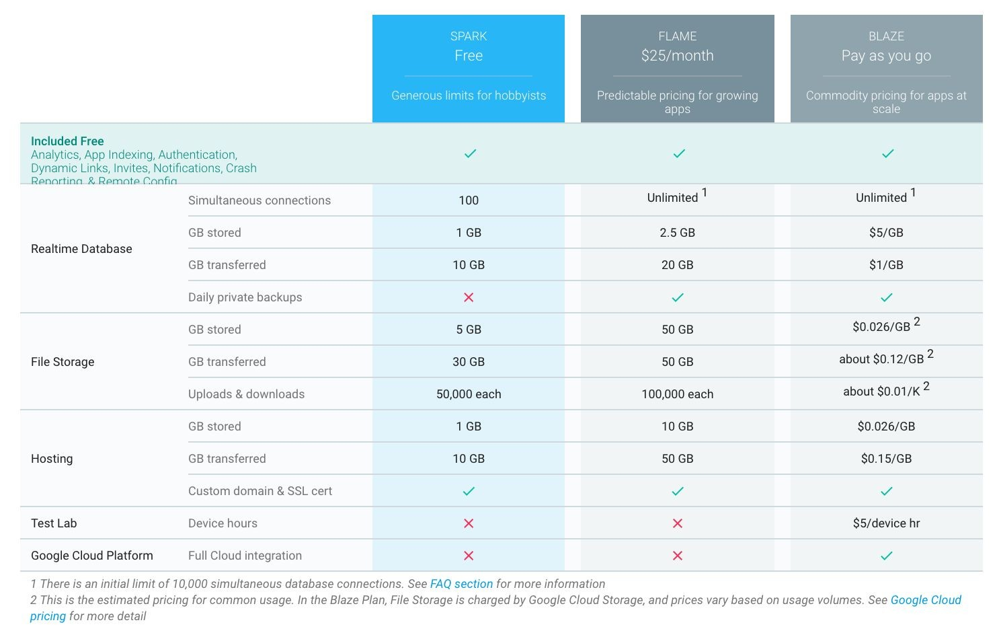 SPARK
Free
Generous limits for hobbyists
FLAME
$25/month
Predictable pricing for growing
apps
BLAZE
Pay as you go
Commodity pricing for apps at
scale
Included Free
Analytics, App Indexing, Authentication,
Dynamic Links, Invites, Notifications, Crash
Reporting, & Remote Config
Realtime Database
Simultaneous connections 100 Unlimited 1 Unlimited 1
GB stored 1 GB 2.5 GB $5/GB
GB transferred 10 GB 20 GB $1/GB
Daily private backups
File Storage
GB stored 5 GB 50 GB $0.026/GB 2
GB transferred 30 GB 50 GB about $0.12/GB 2
Uploads & downloads 50,000 each 100,000 each about $0.01/K 2
Hosting
GB stored 1 GB 10 GB $0.026/GB
GB transferred 10 GB 50 GB $0.15/GB
Custom domain & SSL cert
Test Lab Device hours $5/device hr
Google Cloud Platform Full Cloud integration
1 There is an initial limit of 10,000 simultaneous database connections. See FAQ section for more information
2 This is the estimated pricing for common usage. In the Blaze Plan, File Storage is charged by Google Cloud Storage, and prices vary based on usage volumes. See Google Cloud
pricing for more detail